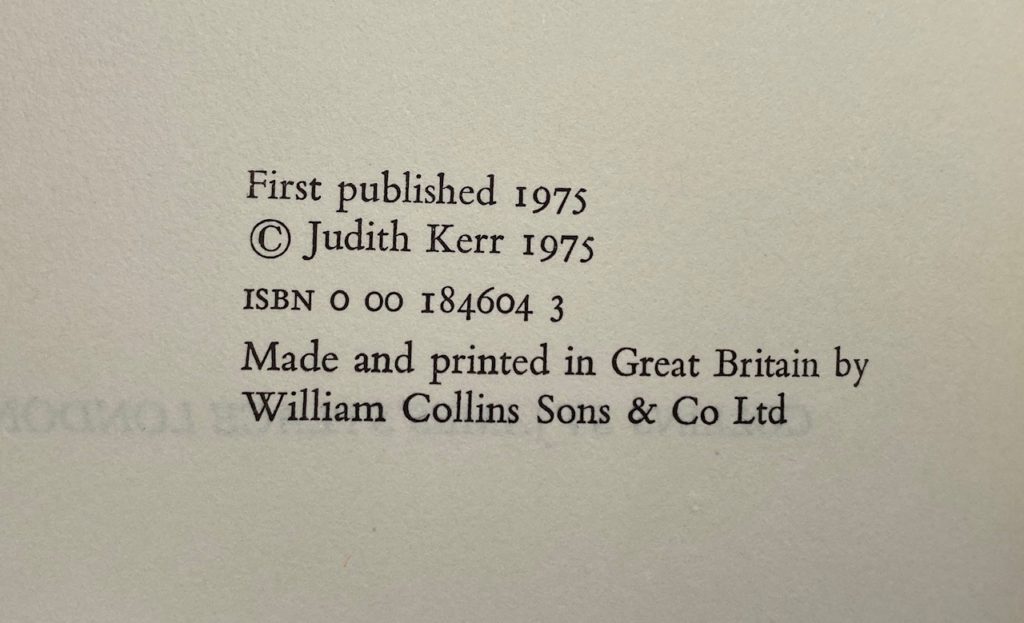 First published 1975
© Judith Kerr 1975
ISBN 0 00 184604 3
Made and printed in Great Britain by
William Collins Sons & Co Ltd